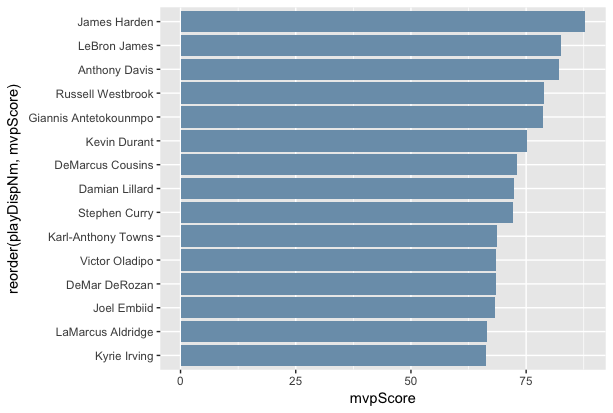 reorder(playDispNm, mvpScore)
James Harden
LeBron James
Anthony Davis
Russell Westbrook
Giannis Antetokounmpo
Kevin Durant
DeMarcus Cousins
Damian Lillard
Stephen Curry
Karl-Anthony Towns
Victor Oladipo
DeMar DeRozan
Joel Embiid
LaMarcus Aldridge
Kyrie Irving
0 25 50 75
mvpScore